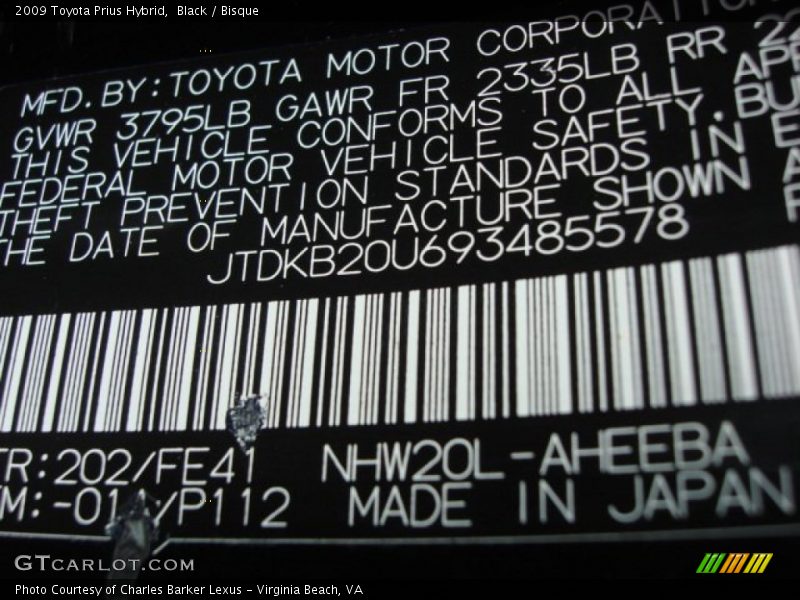 2009 Toyota Prius Hybrid,  Black / Bisque
MFD. BY: TOYOTA MOTOR CORPORATION
GVWR 3795LB GAWR FR 2335LB RR
THIS VEHICLE CONFORMS TO ALL
FEDERAL MOTOR VEHICLE SAFETY, BU
THEFT PREVENTION STANDARDS IN E
THE DATE OF MANUFACTURE SHOWN A
JTDKB20U693485578
TR:202/FE41 NHW20L-AHEEBA
M:-01 /P112 MADE IN JAPAN
GTCARLOT.COM
Photo Courtesy of Charles Barker Lexus - Virginia Beach, VA